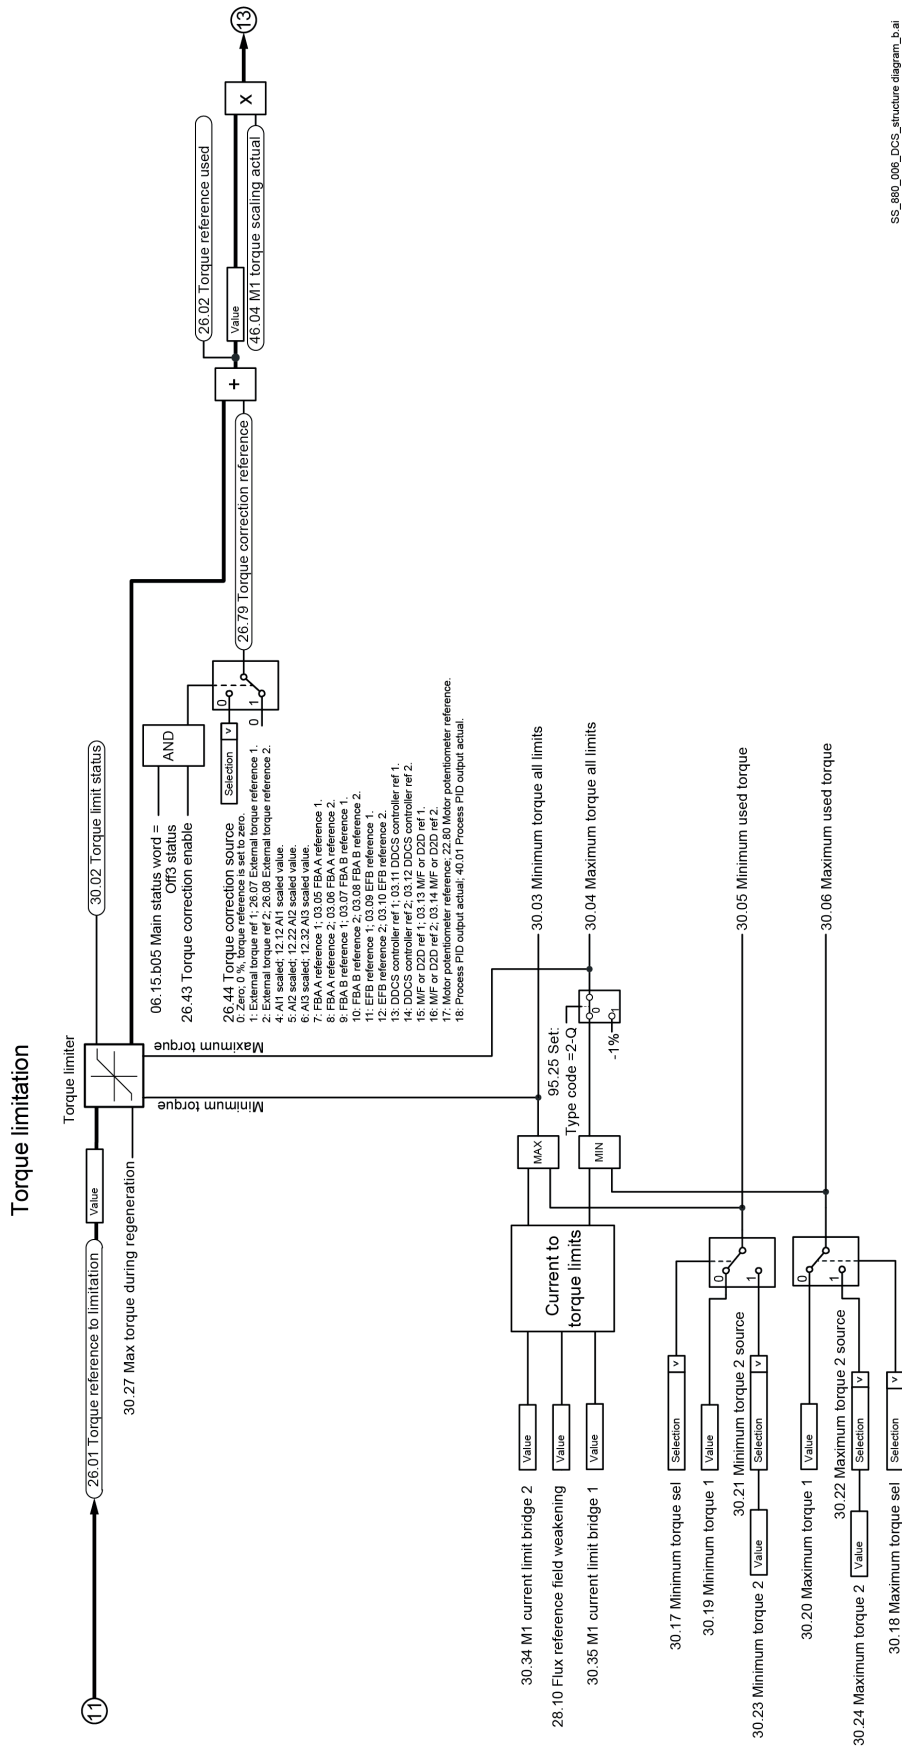 Torque limitation
11
26.01 Torque reference to limitation
Value
30.27 Max torque during regeneration
Torque limiter
30.02 Torque limit status
Minimum torque
Maximum torque
06.15.b05 Main status word =
Off3 status
26.43 Torque correction enable
AND
26.44 Torque correction source
Selection
v
0
0 1
0: Zero; 0 %, torque reference is set to zero.
1: External torque ref 1; 26.07 External torque reference 1.
2: External torque ref 2; 26.08 External torque reference 2.
4: AI1 scaled; 12.12 AI1 scaled value.
5: AI2 scaled; 12.22 AI2 scaled value.
6: AI3 scaled; 12.32 AI3 scaled value.
7: FBA A reference 1; 03.05 FBA A reference 1.
8: FBA A reference 2; 03.06 FBA A reference 2.
9: FBA B reference 1; 03.07 FBA B reference 1.
10: FBA B reference 2; 03.08 FBA B reference 2.
11: EFB reference 1; 03.09 EFB reference 1.
12: EFB reference 2; 03.10 EFB reference 2.
13: DDCS controller ref 1; 03.11 DDCS controller ref 1.
14: DDCS controller ref 2; 03.12 DDCS controller ref 2.
15: M/F or D2D ref 1; 03.13 M/F or D2D ref 1.
16: M/F or D2D ref 2; 03.14 M/F or D2D ref 2.
17: Motor potentiometer reference; 22.80 Motor potentiometer reference.
18: Process PID output actual; 40.01 Process PID output actual.
26.79 Torque correction reference
+
26.02 Torque reference used
Value
46.04 M1 torque scaling actual
X
13
30.34 M1 current limit bridge 2
Value
28.10 Flux reference field weakening
Value
30.35 M1 current limit bridge 1
Value
Current to
torque limits
MAX
MIN
95.25 Set:
Type code =2-Q
0
1
-1%
30.03 Minimum torque all limits
30.04 Maximum torque all limits
30.17 Minimum torque sel
Selection
v
30.19 Minimum torque 1
Value
30.21 Minimum torque 2 source
30.23 Minimum torque 2
Value
Selection
v
0
1
30.05 Minimum used torque
30.20 Maximum torque 1
Value
30.22 Maximum torque 2 source
30.24 Maximum torque 2
Value
Selection
v
0
1
30.18 Maximum torque sel
Selection
v
30.06 Maximum used torque
SS_880_006_DCS_structure diagram_b.ai